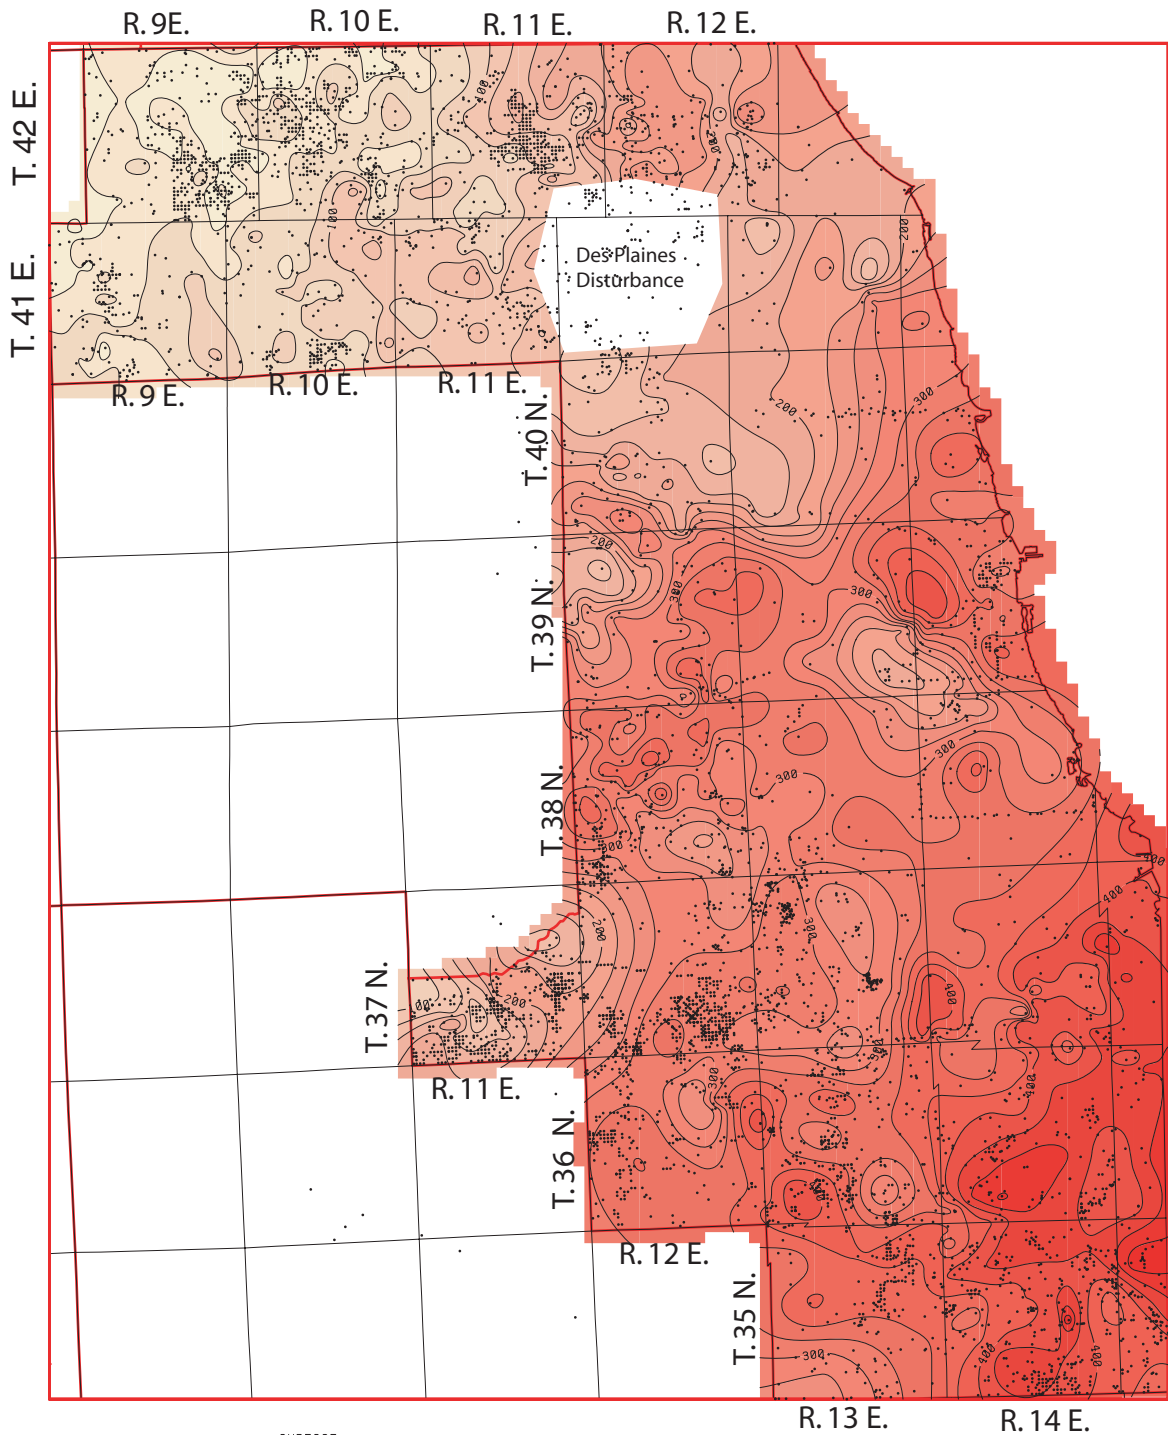 R. 9E.
R. 10 E.
R. 11 E.
R. 12 E.
T. 42 E.
100
200
100
200
T. 41 E.
Des Plaines
Disturbance
R. 9 E.
R. 10 E.
R. 11 E.
T. 40 N.
200
300
200
300
300
T. 39 N.
300
300
T. 38 N.
300
400
400
200
300
T. 37 N.
200
400
300
R. 11 E.
300
400
T. 36 N.
R. 12 E.
T. 35 N.
300
400
400
R. 13 E.
R. 14 E.